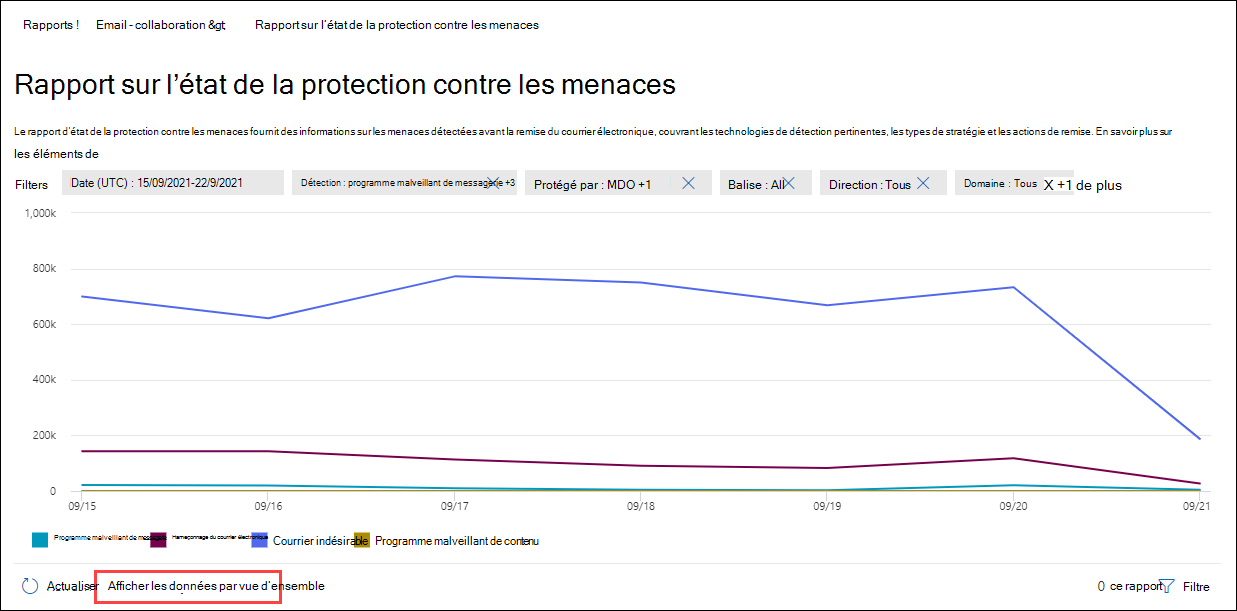 Rapports ! Email - collaboration &gt; Rapport sur l’état de la protection contre les menaces
Rapport sur l’état de la protection contre les menaces
Le rapport d’état de la protection contre les menaces fournit des informations sur les menaces détectées avant la remise du courrier électronique, couvrant les technologies de détection pertinentes, les types de stratégie et les actions de remise. En savoir plus sur
les éléments de
Filters Date (UTC) : 15/09/2021-22/9/2021 Détection : programme malveillant de messagerie +3 Protégé par : MDO +1 Balise : All Direction : Tous Domaine : Tous X +1 de plus
1,000k
800k
600k
400k
200k
0
09/15 09/16 09/17 09/18 09/19 09/20 09/21
Programme malveillant de messagerie Hameçonnage du courrier électronique Courrier indésirable Programme malveillant de contenu
Actualiser Afficher les données par vue d’ensemble 0 ce rapport Filtre